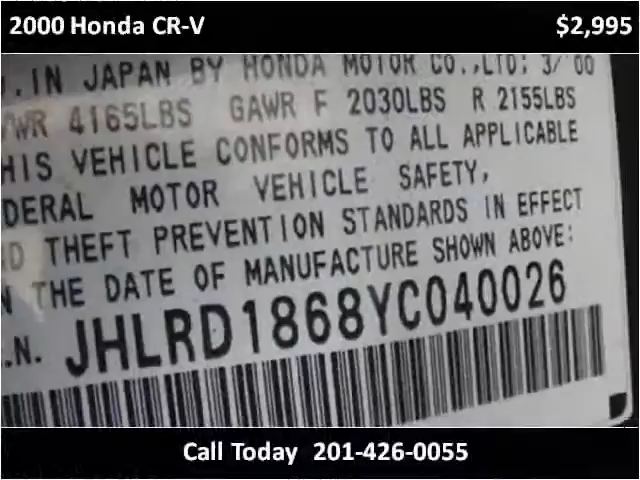 2000 Honda CR-V $2,995
. IN JAPAN BY HONDA MOTOR CO.,LTD; 3/'00
VWR 4165LBS GAWR F 2030LBS R 2155LBS
HIS VEHICLE CONFORMS TO ALL APPLICABLE
DERAL MOTOR VEHICLE SAFETY,
D THEFT PREVENTION STANDARDS IN EFFECT
N THE DATE OF MANUFACTURE SHOWN ABOVE:
.N. JHLRD1868YC040026
Call Today 201-426-0055